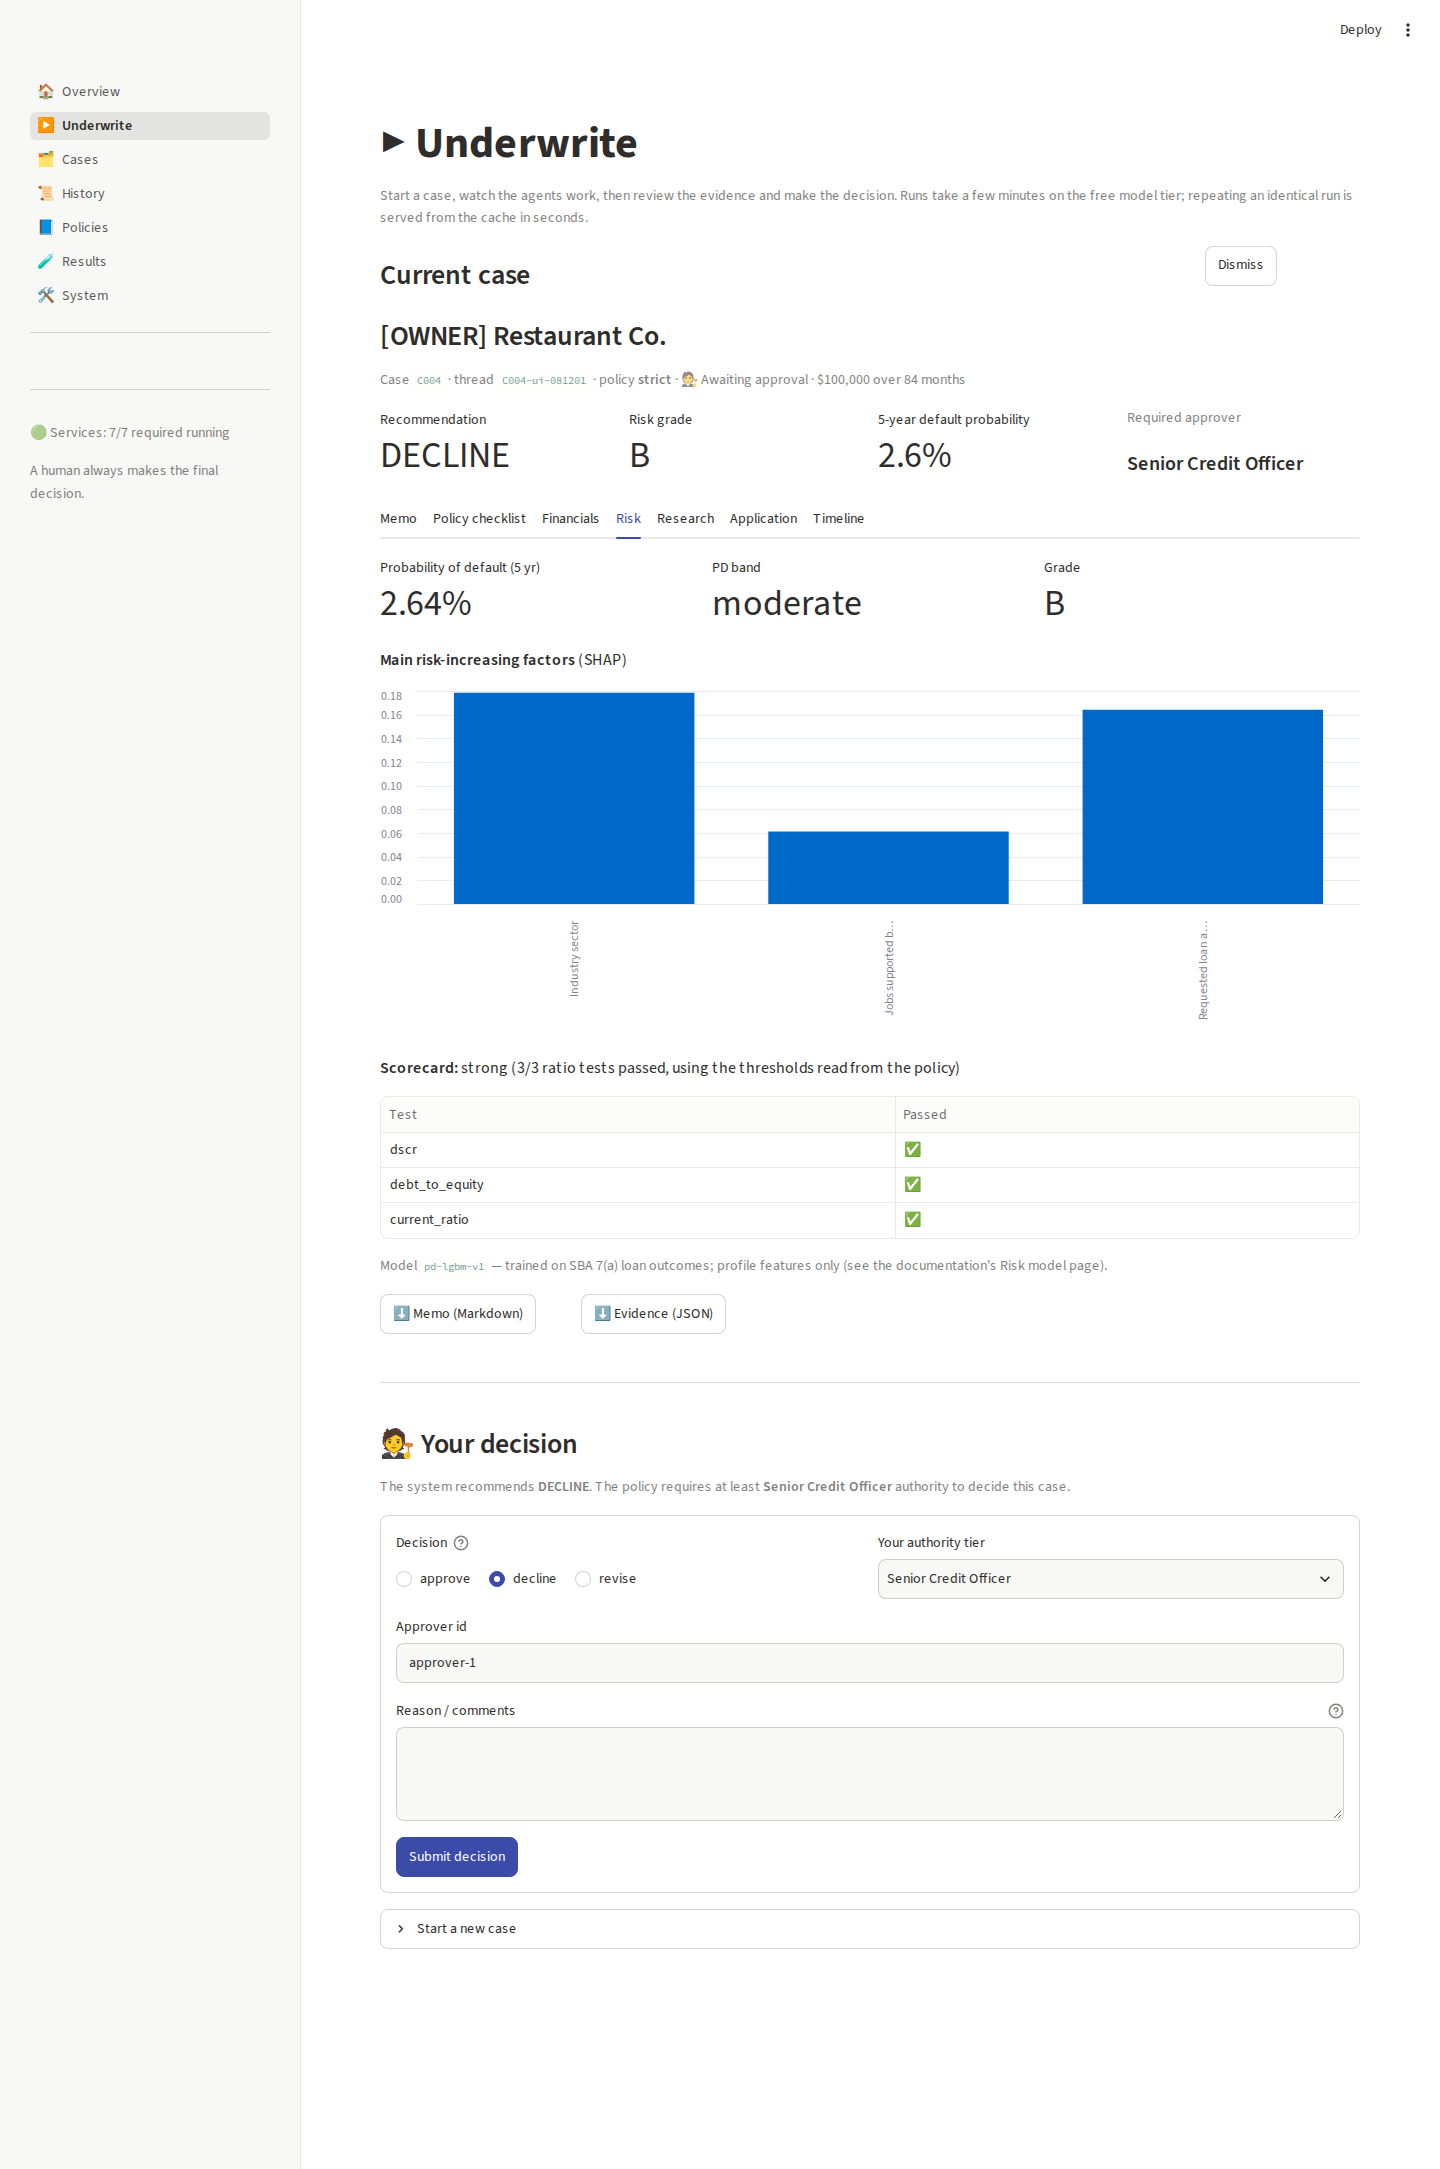 Deploy
Overview
Underwrite
Cases
History
Policies
Results
System
Services: 7/7 required running
A human always makes the final
decision.
Underwrite
Start a case, watch the agents work, then review the evidence and make the decision. Runs take a few minutes on the free model tier; repeating an identical run is
served from the cache in seconds.
Current case
Dismiss
[OWNER] Restaurant Co.
Case C004 · thread C004-ui-081201 · policy strict · Awaiting approval · $100,000 over 84 months
Recommendation
DECLINE
Risk grade
B
5-year default probability
2.6%
Required approver
Senior Credit Officer
Memo Policy checklist Financials Risk Research Application Timeline
Probability of default (5 yr)
2.64%
PD band
moderate
Grade
B
Main risk-increasing factors (SHAP)
0.18
0.16
0.14
0.12
0.10
0.08
0.06
0.04
0.02
0.00
Industry sector
Jobs supported b…
Requested loan a…
Scorecard: strong (3/3 ratio tests passed, using the thresholds read from the policy)
Test Passed
dscr
debt_to_equity
current_ratio
Model pd-lgbm-v1 — trained on SBA 7(a) loan outcomes; profile features only (see the documentation's Risk model page).
Memo (Markdown)
Evidence (JSON)
Your decision
The system recommends DECLINE. The policy requires at least Senior Credit Officer authority to decide this case.
Decision
approve decline revise
Your authority tier
Senior Credit Officer
Approver id
approver-1
Reason / comments
Submit decision
Start a new case